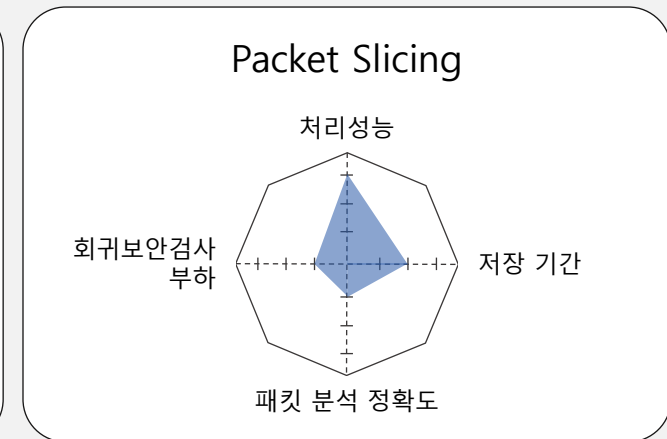 Packet Slicing
처리성능
회귀보안검사
부하
저장 기간
패킷 분석 정확도